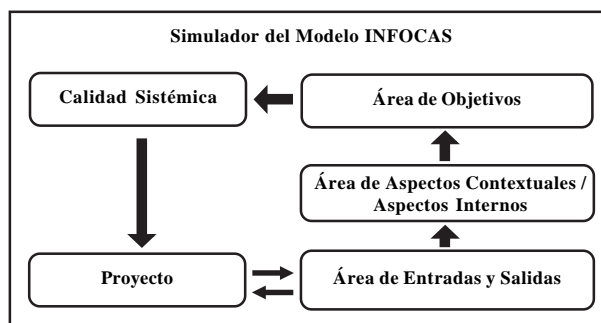 Simulador del Modelo INFOCAS
Calidad Sistémica
Área de Objetivos
Área de Aspectos Contextuales /
Aspectos Internos
Proyecto
Área de Entradas y Salidas